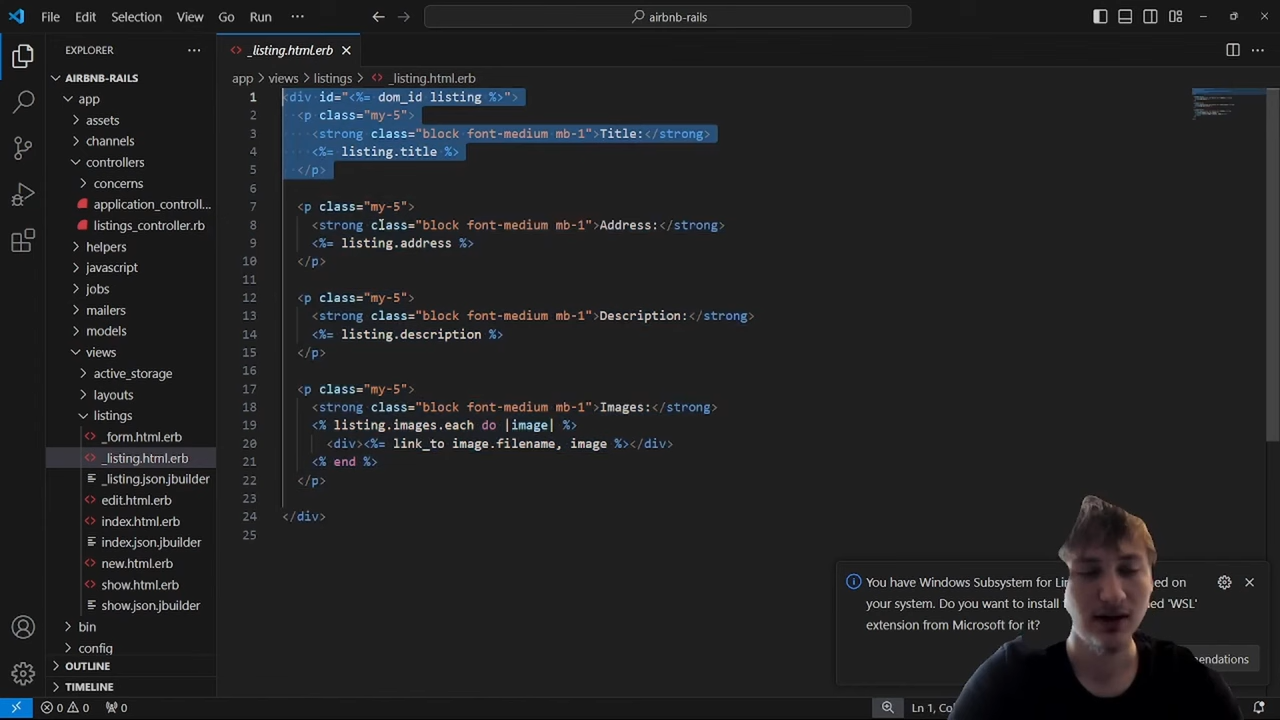 File Edit Selection View Go Run ··· airbnb-rails
EXPLORER ···
AIRBNB-RAILS
app
assets
channels
controllers
concerns
application_controll...
listings_controller.rb
helpers
javascript
jobs
mailers
models
views
active_storage
layouts
listings
_form.html.erb
_listing.html.erb
_listing.json.jbuilder
edit.html.erb
index.html.erb
index.json.jbuilder
new.html.erb
show.html.erb
show.json.jbuilder
bin
config
OUTLINE
TIMELINE
_listing.html.erb
app > views > listings > _listing.html.erb
1 <div id="<%= dom_id listing %>">
2 <p class="my-5">
3 <strong class="block font-medium mb-1">Title:</strong>
4 <%= listing.title %>
5 </p>
6
7 <p class="my-5">
8 <strong class="block font-medium mb-1">Address:</strong>
9 <%= listing.address %>
10 </p>
11
12 <p class="my-5">
13 <strong class="block font-medium mb-1">Description:</strong>
14 <%= listing.description %>
15 </p>
16
17 <p class="my-5">
18 <strong class="block font-medium mb-1">Images:</strong>
19 <% listing.images.each do |image| %>
20 <div><%= link_to image.filename, image %></div>
21 <% end %>
22 </p>
23
24 </div>
25
You have Windows Subsystem for on
your system. Do you want to install 'WSL'
extension from Microsoft for it?
0 0 0
Ln 1,